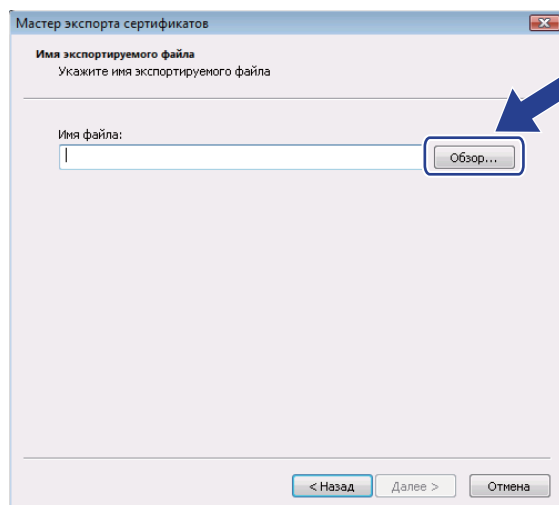 Мастер экспорта сертификатов
Имя экспортируемого файла
Укажите имя экспортируемого файла
Имя файла:
Обзор...
< Назад Далее > Отмена